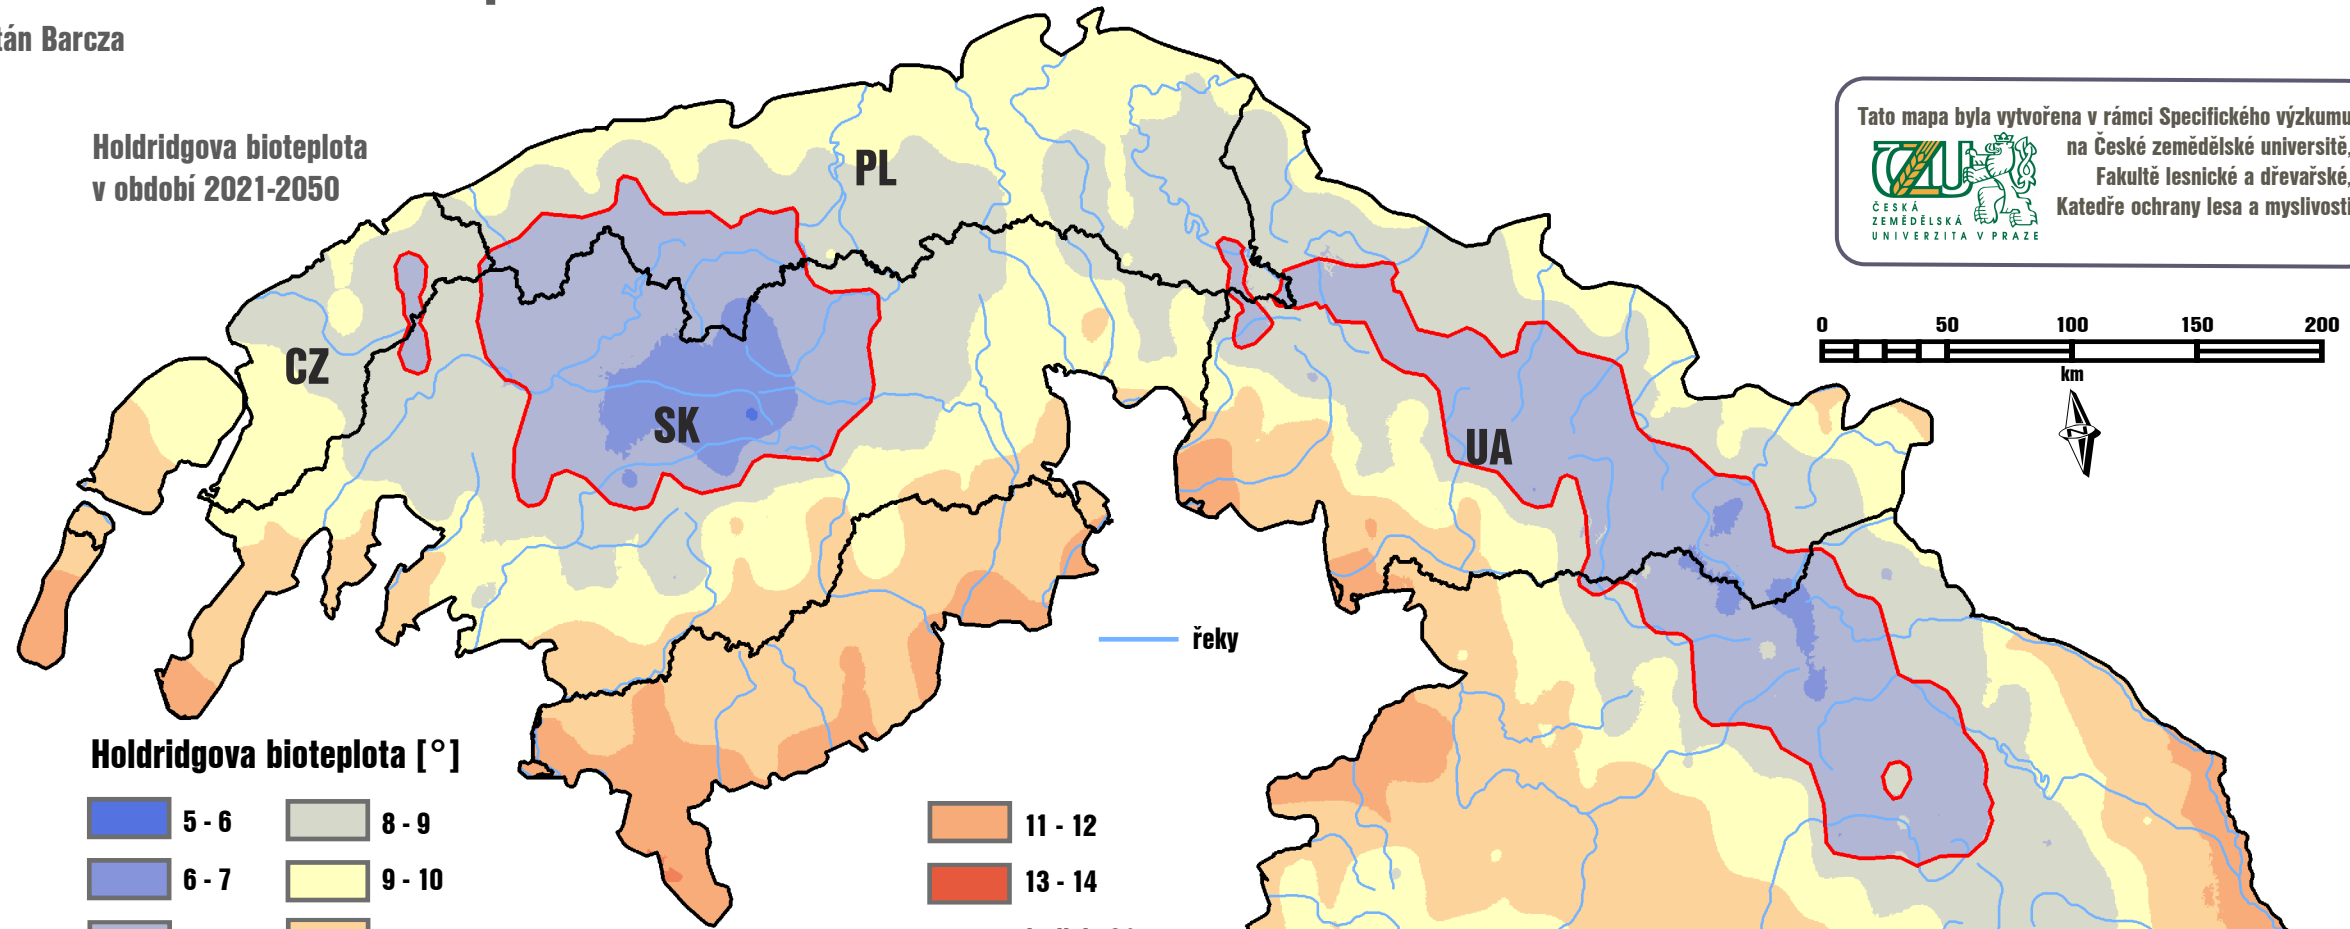 tán Barcza
Holdridgova bioteplota
v období 2021-2050
PL
CZ
SK
UA
Tato mapa byla vytvořena v rámci Specifického výzkumu
na České zemědělské universitě,
Fakultě lesnické a dřevařské,
Katedře ochrany lesa a myslivosti
ČZU
ČESKÁ
ZEMĚDĚLSKÁ
UNIVERZITA V PRAZE
0 50 100 150 200
km
N
řeky
Holdridgova bioteplota [°]
5 - 6
6 - 7
8 - 9
9 - 10
11 - 12
13 - 14